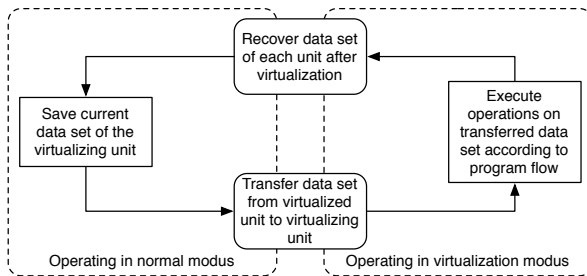 Recover data set
of each unit after
virtualization
Save current
data set of the
virtualizing unit
Execute
operations on
transferred data
set according to
program flow
Transfer data set
from virtualized
unit to virtualizing
unit
Operating in normal modus
Operating in virtualization modus